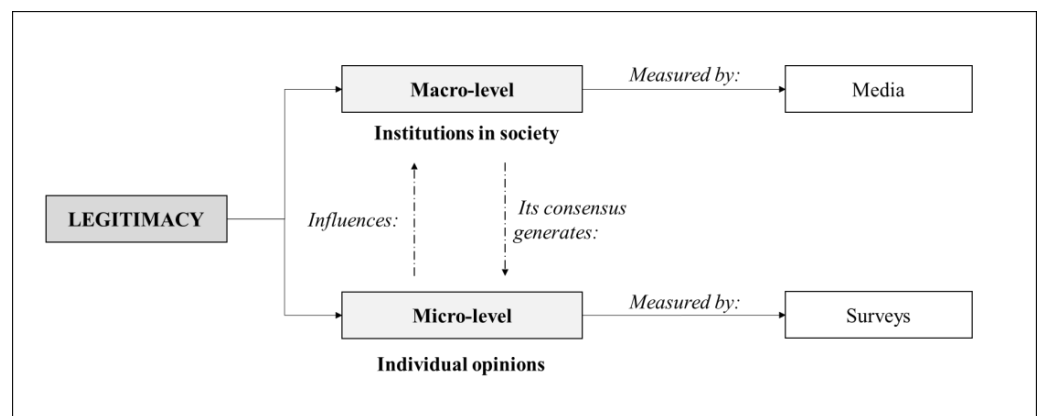 Macro-level
Measured by:
Media
Institutions in society
LEGITIMACY
Influences:
Its consensus
generates:
Micro-level
Measured by:
Surveys
Individual opinions